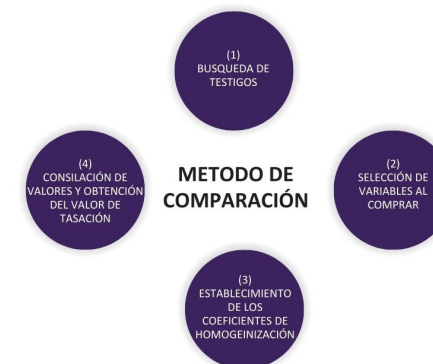 (1)
BUSQUEDA DE
TESTIGOS
(2)
SELECCIÓN DE
VARIABLES AL
COMPRAR
(3)
ESTABLECIMIENTO
DE LOS
COEFICIENTES DE
HOMOGEINIZACIÓN
(4)
CONSILACIÓN DE
VALORES Y OBTENCIÓN
DEL VALOR DE
TASACIÓN
METODO DE
COMPARACIÓN